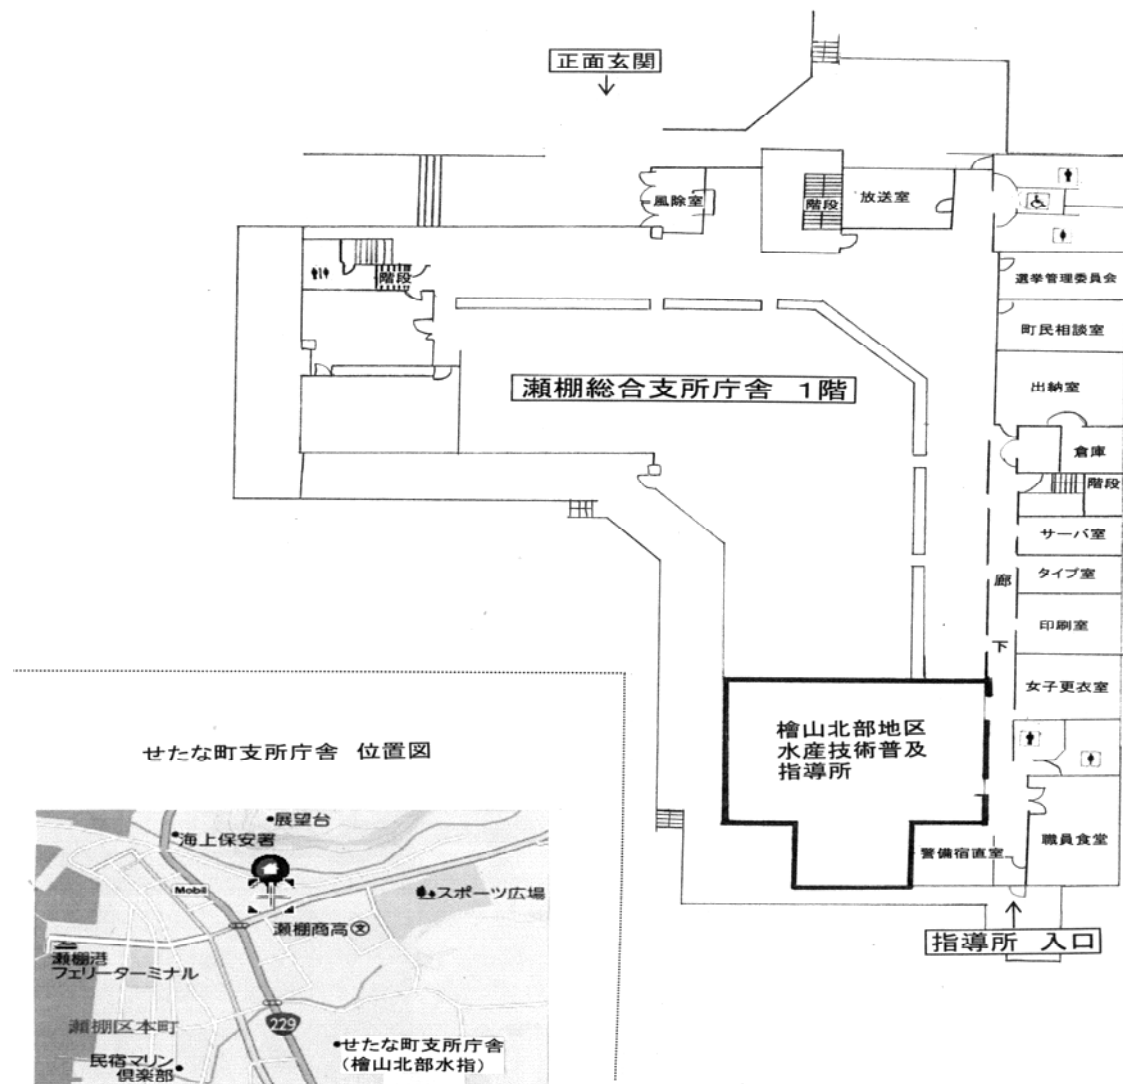 正面玄関
風除室
階段
放送室
階段
選挙管理委員会
町民相談室
瀬棚総合支所庁舎 1階
出納室
倉庫
階段
サーバ室
タイプ室
廊
下
印刷室
女子更衣室
檜山北部地区
水産技術普及
指導所
警備宿直室
職員食堂
指導所 入口
せたな町支所庁舎 位置図
展望台
海上保安署
Mobil
スポーツ広場
瀬棚商高
文
瀬棚港
フェリーターミナル
瀬棚区本町
229
せたな町支所庁舎
(檜山北部水指)
民宿マリン
倶楽部